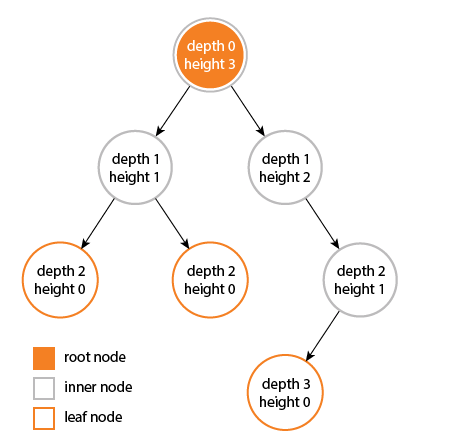 depth 0
height 3
depth 1
height 1
depth 1
height 2
depth 2
height 0
depth 2
height 0
depth 2
height 1
depth 3
height 0
root node
inner node
leaf node